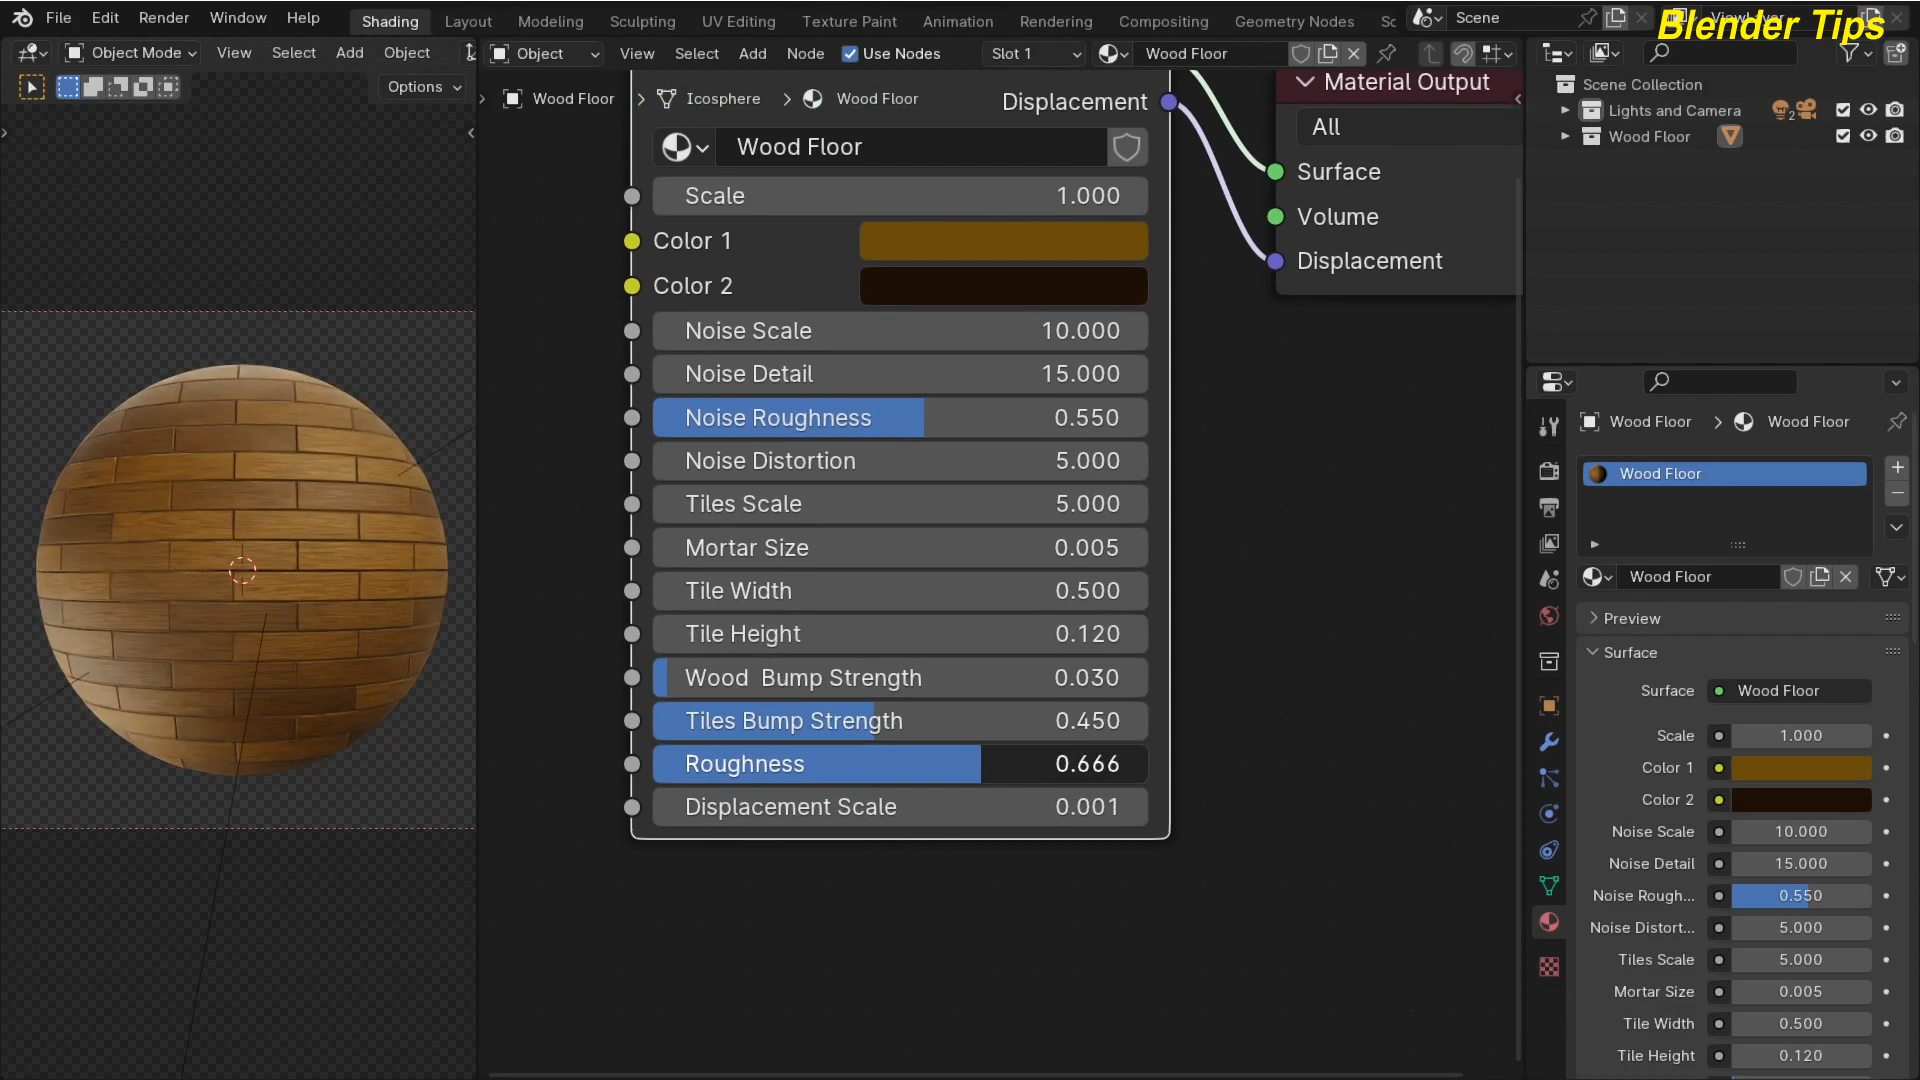 File Edit Render Window Help Shading Layout Modeling Sculpting UV Editing Texture Paint Animation Rendering Compositing Geometry Nodes Sc Scene
Blender Tips
Object Mode View Select Add Object
Object View Select Add Node Use Nodes Slot 1 Wood Floor
Options
Wood Floor Icosphere Wood Floor
Displacement
Wood Floor
Scale 1.000
Color 1
Color 2
Noise Scale 10.000
Noise Detail 15.000
Noise Roughness 0.550
Noise Distortion 5.000
Tiles Scale 5.000
Mortar Size 0.005
Tile Width 0.500
Tile Height 0.120
Wood  Bump Strength 0.030
Tiles Bump Strength 0.450
Roughness 0.666
Displacement Scale 0.001
Material Output
All
Surface
Volume
Displacement
Scene Collection
Lights and Camera 2
Wood Floor
Wood Floor Wood Floor
Wood Floor
Wood Floor
Preview
Surface
Surface Wood Floor
Scale 1.000
Color 1
Color 2
Noise Scale 10.000
Noise Detail 15.000
Noise Rough... 0.550
Noise Distort... 5.000
Tiles Scale 5.000
Mortar Size 0.005
Tile Width 0.500
Tile Height 0.120